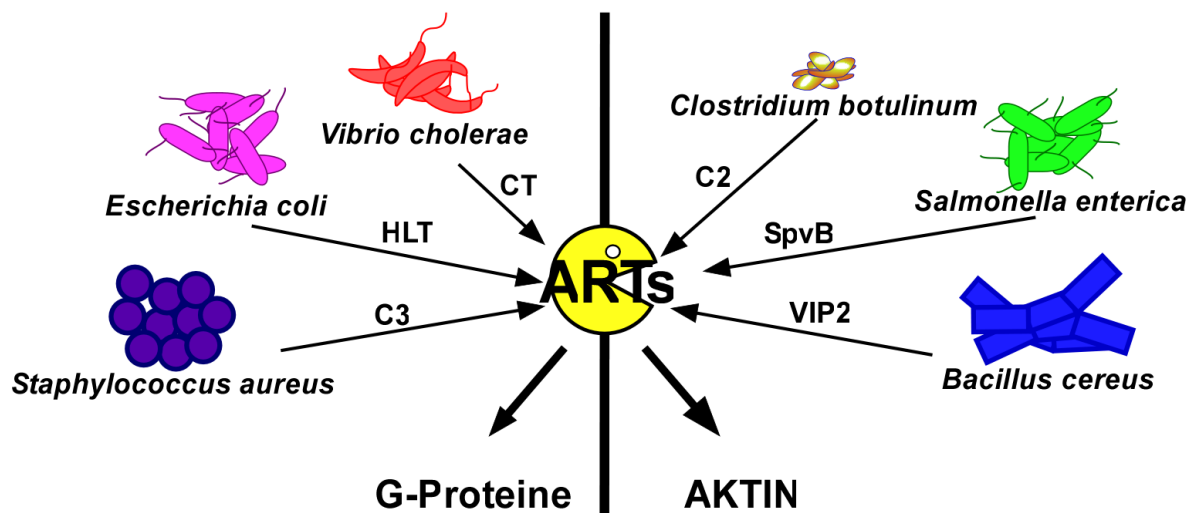 Vibrio cholerae
Clostridium botulinum
Escherichia coli
Salmonella enterica
CT
C2
HLT
SpvB
ARTs
C3
VIP2
Staphylococcus aureus
Bacillus cereus
G-Proteine
AKTIN